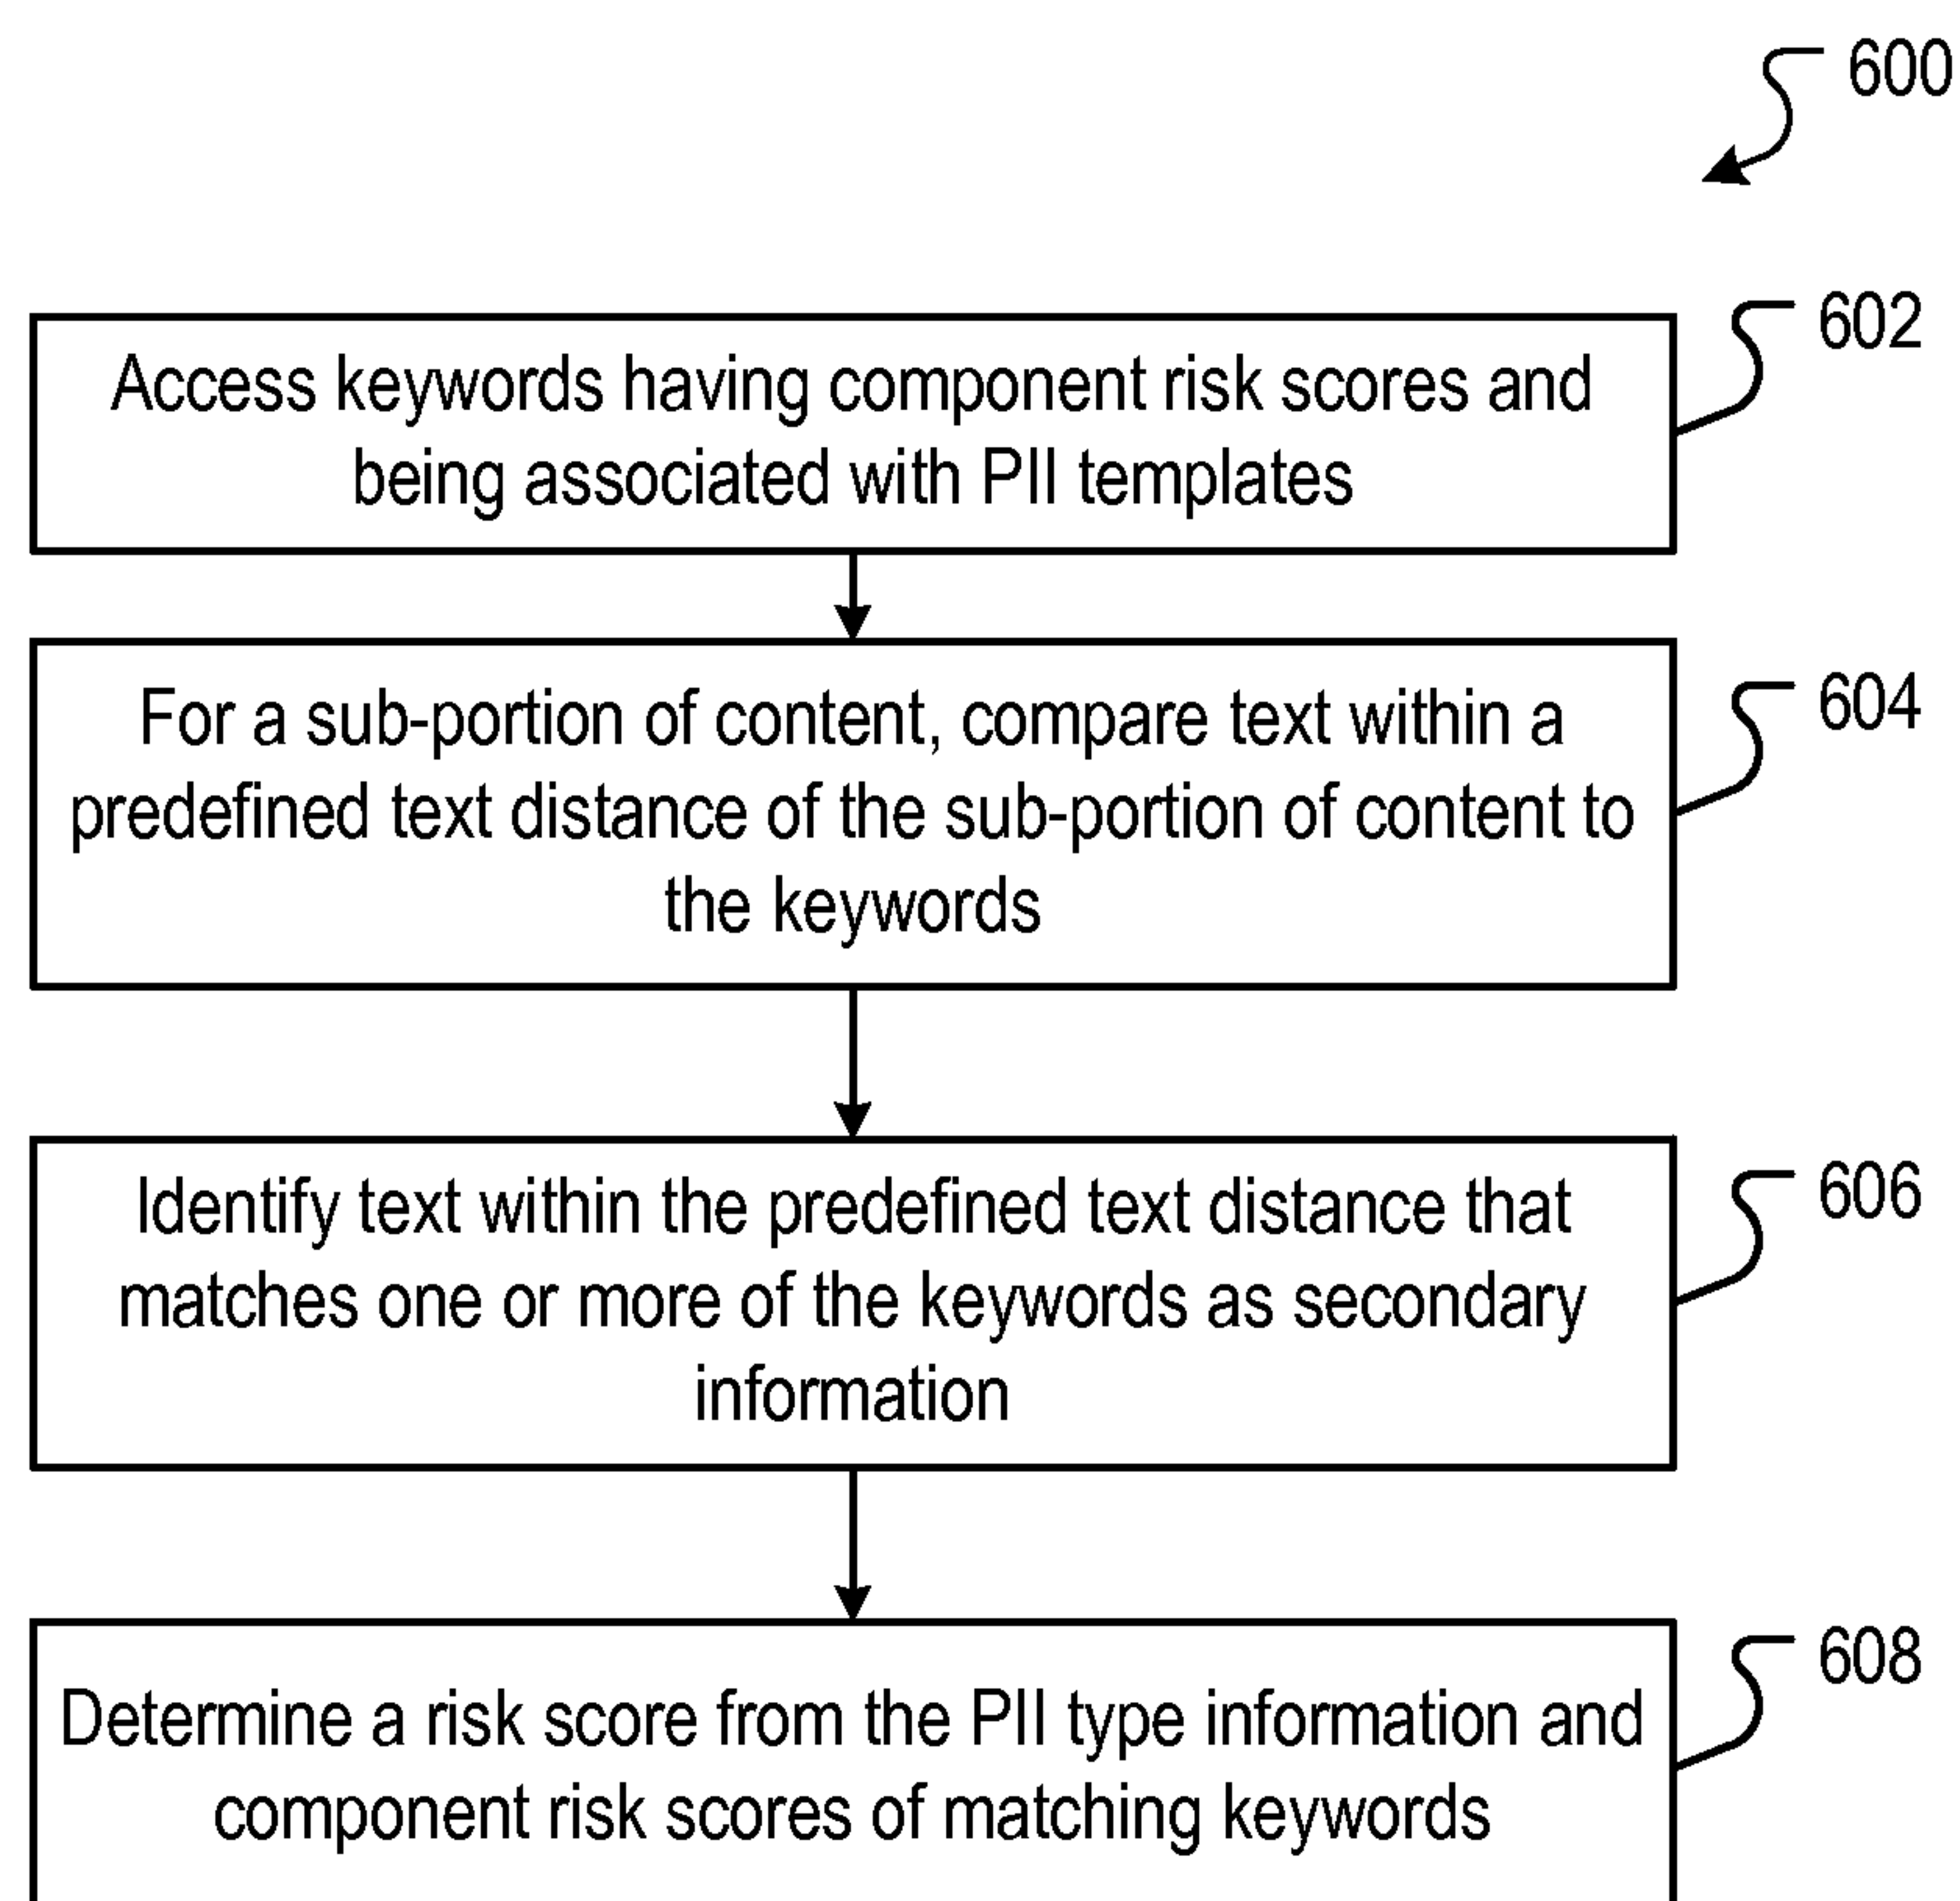 600
602
Access keywords having component risk scores and
being associated with PII templates
604
For a sub-portion of content, compare text within a
predefined text distance of the sub-portion of content to
the keywords
606
Identify text within the predefined text distance that
matches one or more of the keywords as secondary
information
608
Determine a risk score from the PII type information and
component risk scores of matching keywords